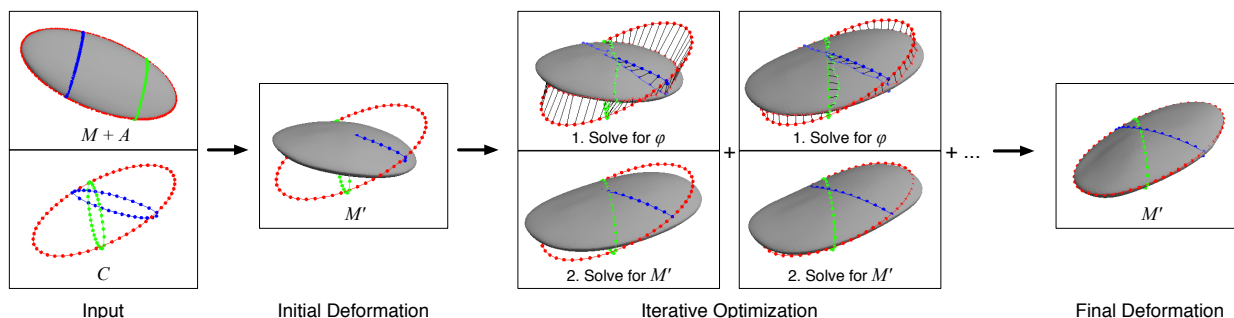 M + A
C
Input
M′
Initial Deformation
1. Solve for φ
2. Solve for M′
+
1. Solve for φ
2. Solve for M′
+ ...
Iterative Optimization
M′
Final Deformation